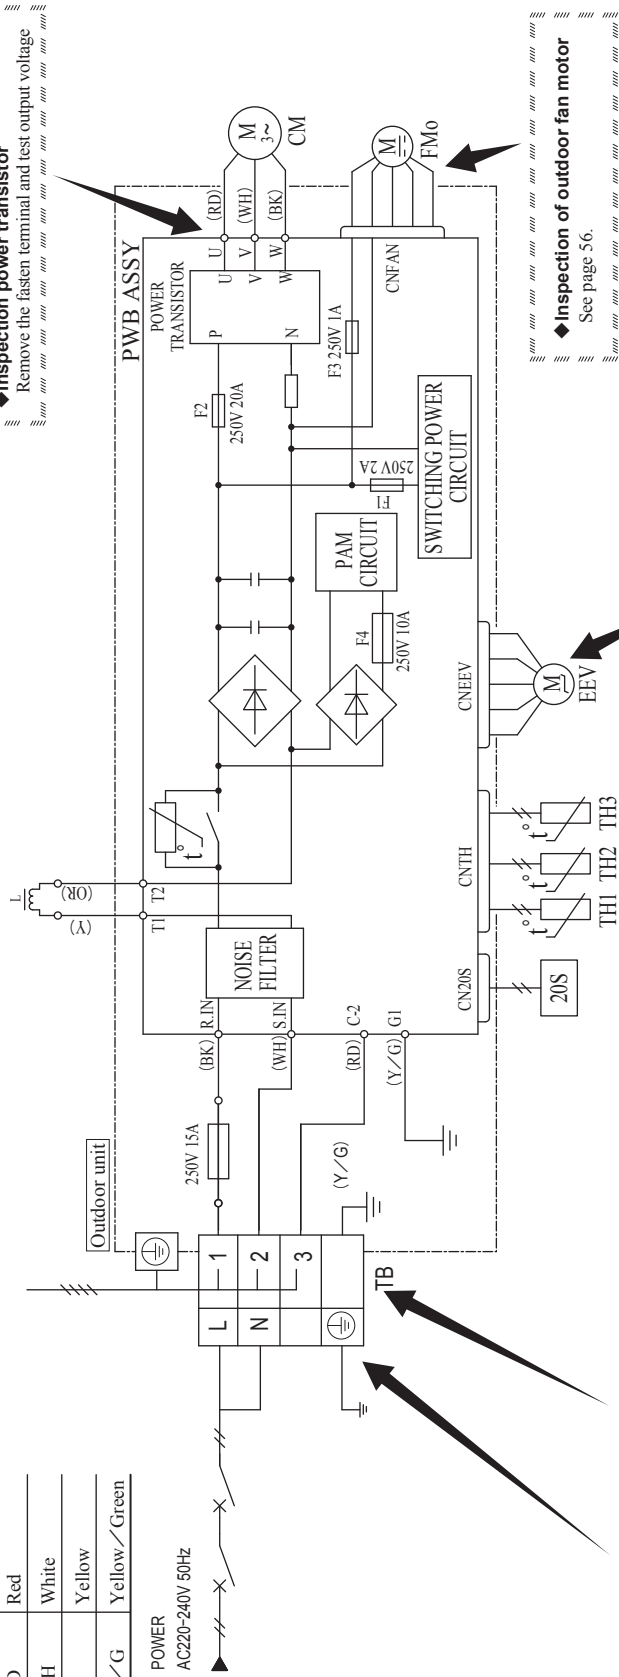 ◆Inspection power transistor
Remove the fasten terminal and test output voltage
◆Inspection of outdoor fan motor
See page 56.
Red
White
Yellow
Yellow/Green
H
/G
POWER
AC220-240V 50Hz
Outdoor unit
L
1
N
2
3
TB
250V 15A
(Y/G)
(BK)
(WH)
(RD)
(Y/G)
R.IN
S.IN
C-2
G1
NOISE
FILTER
L
(Y)
(OR)
T1
T2
t°
PWB ASSY
F4
250V 10A
PAM
CIRCUIT
F2
250V 20A
F1
250V 2A
SWITCHING POWER
CIRCUIT
F3 250V 1A
POWER
TRANSISTOR
P
N
U
V
W
U
V
W
(RD)
(WH)
(BK)
M
3~
CM
CNFAN
M
FMo
CN20S
20S
CNTH
t°
t°
t°
TH1
TH2
TH3
CNEEV
M
EEV